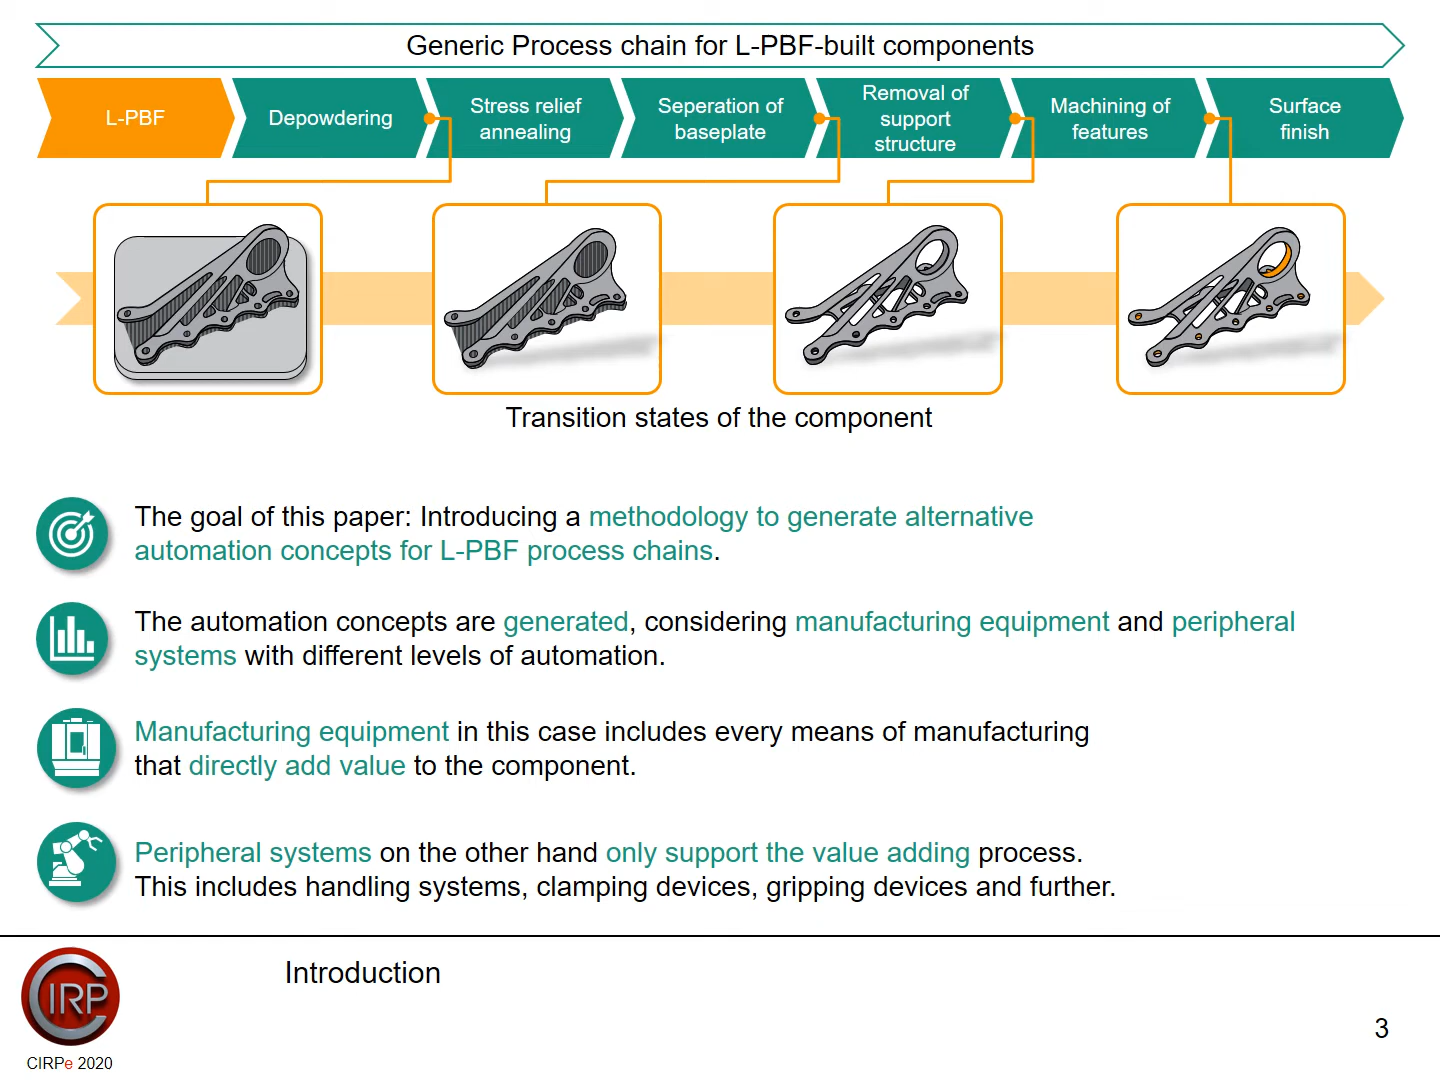 Generic Process chain for L-PBF-built components
L-PBF
Depowdering
Stress relief
annealing
Seperation of
baseplate
Removal of
support
structure
Machining of
features
Surface
finish
Transition states of the component
The goal of this paper: Introducing a methodology to generate alternative
automation concepts for L-PBF process chains.
The automation concepts are generated, considering manufacturing equipment and peripheral
systems with different levels of automation.
Manufacturing equipment in this case includes every means of manufacturing
that directly add value to the component.
Peripheral systems on the other hand only support the value adding process.
This includes handling systems, clamping devices, gripping devices and further.
CIRP
Introduction
3
CIRPe 2020